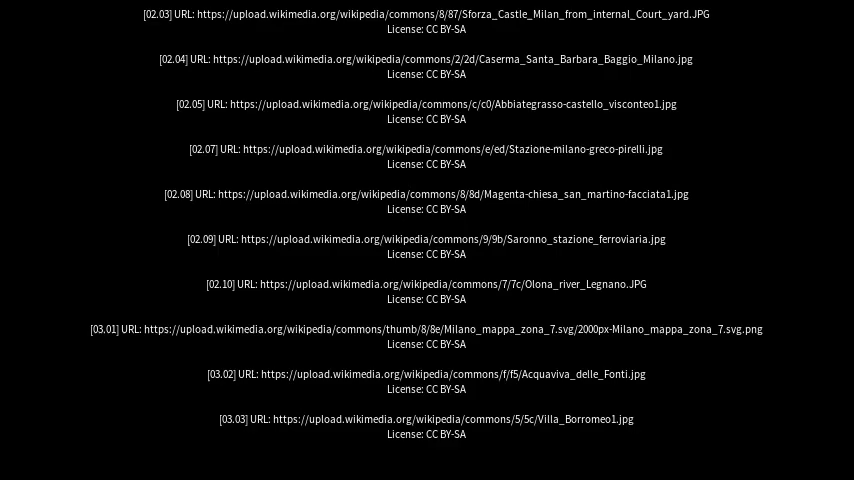 [02.03] URL: https://upload.wikimedia.org/wikipedia/commons/8/87/Sforza_Castle_Milan_from_internal_Court_yard.JPG
License: CC BY-SA
[02.04] URL: https://upload.wikimedia.org/wikipedia/commons/2/2d/Caserma_Santa_Barbara_Baggio_Milano.jpg
License: CC BY-SA
[02.05] URL: https://upload.wikimedia.org/wikipedia/commons/c/c0/Abbiategrasso-castello_visconteo1.jpg
License: CC BY-SA
[02.07] URL: https://upload.wikimedia.org/wikipedia/commons/e/ed/Stazione-milano-greco-pirelli.jpg
License: CC BY-SA
[02.08] URL: https://upload.wikimedia.org/wikipedia/commons/8/8d/Magenta-chiesa_san_martino-facciata1.jpg
License: CC BY-SA
[02.09] URL: https://upload.wikimedia.org/wikipedia/commons/9/9b/Saronno_stazione_ferroviaria.jpg
License: CC BY-SA
[02.10] URL: https://upload.wikimedia.org/wikipedia/commons/7/7c/Olona_river_Legnano.JPG
License: CC BY-SA
[03.01] URL: https://upload.wikimedia.org/wikipedia/commons/thumb/8/8e/Milano_mappa_zona_7.svg/2000px-Milano_mappa_zona_7.svg.png
License: CC BY-SA
[03.02] URL: https://upload.wikimedia.org/wikipedia/commons/f/f5/Acquaviva_delle_Fonti.jpg
License: CC BY-SA
[03.03] URL: https://upload.wikimedia.org/wikipedia/commons/5/5c/Villa_Borromeo1.jpg
License: CC BY-SA